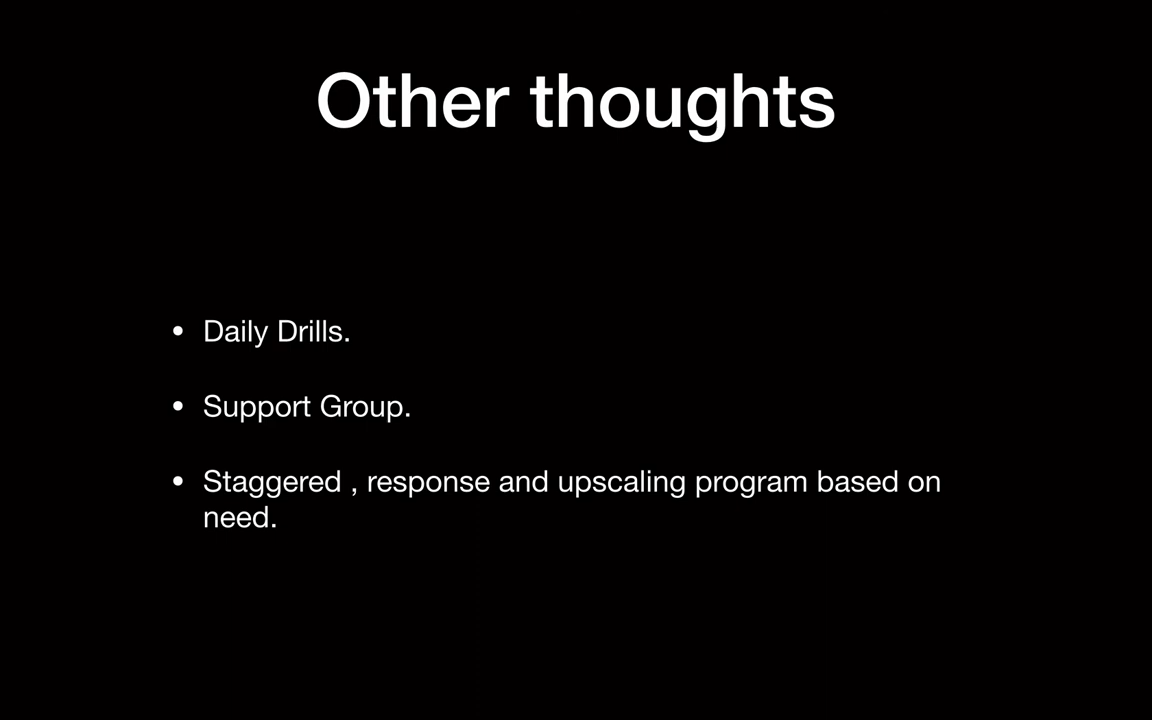 Other thoughts
• Daily Drills.
• Support Group.
• Staggered , response and upscaling program based on
need.